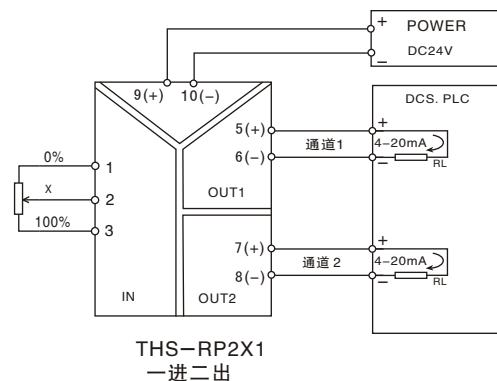 + POWER
− DC24V
9(+) 10(−)
DCS. PLC
0%
X
100%
1
2
3
5(+) 通道1 + 4−20mA
6(−) OUT1 − RL
7(+) 通道2 + 4−20mA
8(−) − RL
IN OUT2
THS−RP2X1
一进二出